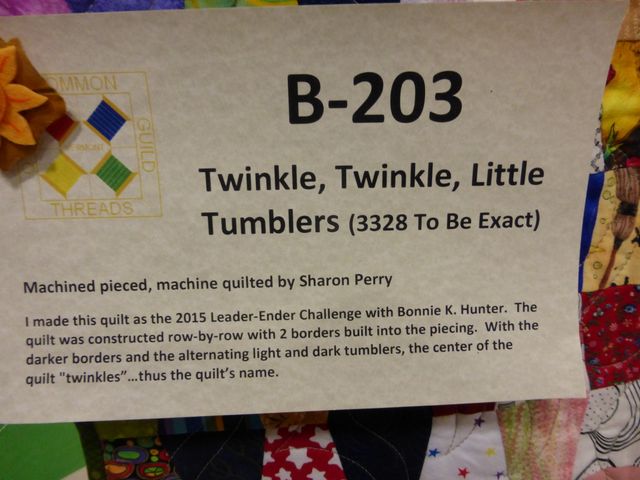 COMMON
GUILD
VERMONT
THREADS
B-203
Twinkle, Twinkle, Little
Tumblers (3328 To Be Exact)
Machined pieced, machine quilted by Sharon Perry
I made this quilt as the 2015 Leader-Ender Challenge with Bonnie K. Hunter. The
quilt was constructed row-by-row with 2 borders built into the piecing. With the
darker borders and the alternating light and dark tumblers, the center of the
quilt "twinkles”...thus the quilt's name.